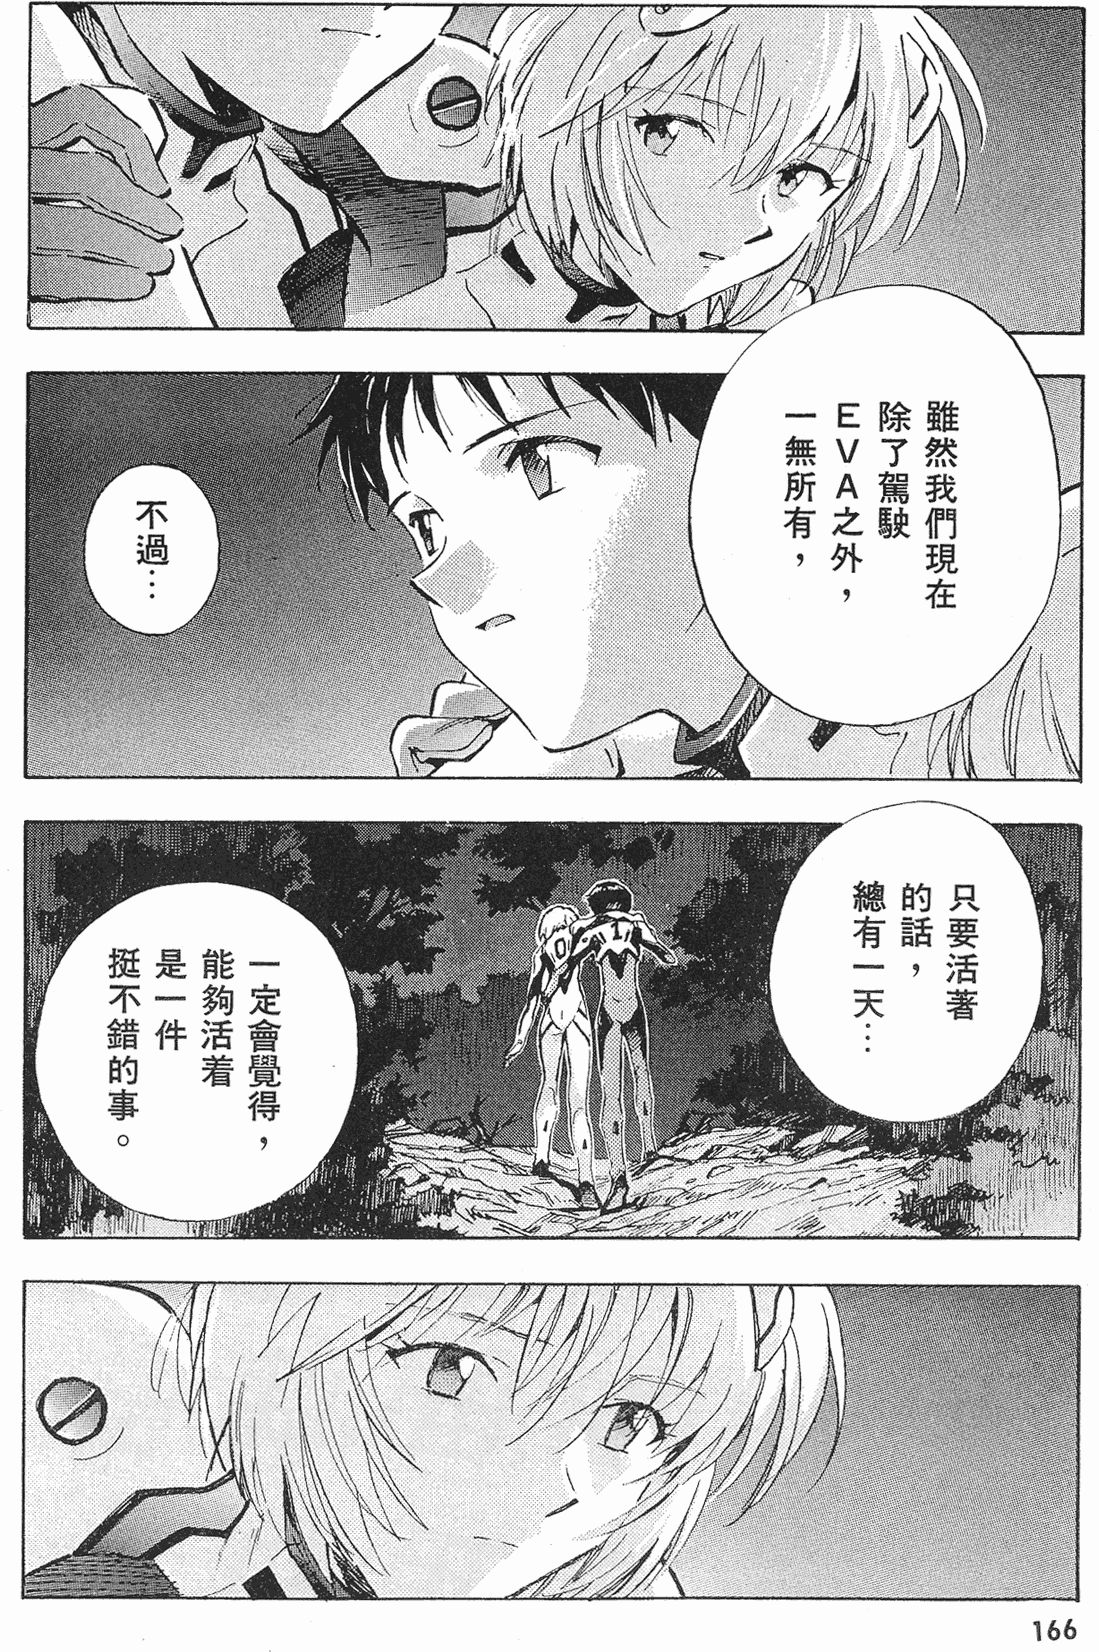 雖然我們現在
除了駕駛
EVA之外，
一無所有，
不過…
只要活著
的話，
總有一天…
一定會覺得，
能夠活着
是一件
挺不錯的事。
0
1
166